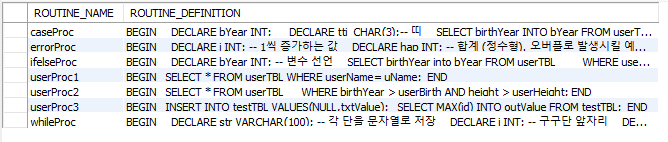 ROUTINE_NAME ROUTINE_DEFINITION
caseProc BEGIN DECLARE bYear INT; DECLARE tti CHAR(3);-- 띠 SELECT birthYear INTO bYear FROM userT...
errorProc BEGIN DECLARE i INT; -- 1씩 증가하는 값 DECLARE hap INT; -- 합계 (정수형), 오버플로 발생시킬 예...
ifelseProc BEGIN DECLARE bYear INT; -- 변수 선언 SELECT birthYear into bYear FROM userTBL WHERE use...
userProc1 BEGIN SELECT * FROM userTBL WHERE userName= uName; END
userProc2 BEGIN SELECT * FROM userTBL WHERE birthYear > userBirth AND height > userHeight; END
userProc3 BEGIN INSERT INTO testTBL VALUES(NULL,txtValue); SELECT MAX(id) INTO outValue FROM testTBL; END
whileProc BEGIN DECLARE str VARCHAR(100); -- 각 단을 문자열로 저장 DECLARE i INT; -- 구구단 앞자리 DE...